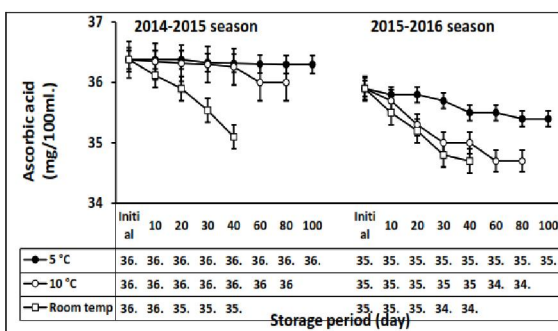 2014-2015 season 2015-2016 season
37
36
35
34
Ascorbic acid
(mg/100ml.)
Initi
al 10 20 30 40 60 80 100 Initi
al 10 20 30 40 60 80 100
5 °C 36. 36. 36. 36. 36. 36. 36. 36. 35. 35. 35. 35. 35. 35. 35. 35.
10 °C 36. 36. 36. 36. 36. 36 36 35. 35. 35. 35 35 34. 34.
Room temp 36. 36. 35. 35. 35. 35. 35. 35. 34. 34.
Storage period (day)